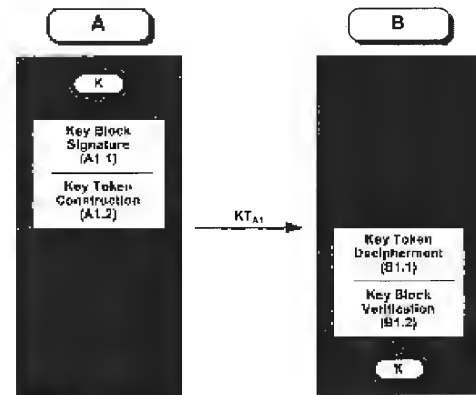 A
B
K
Key Block
Signature
(A1.1)
Key Token
Construction
(A1.2)
KTA1
Key Token
Decipherment
(B1.1)
Key Block
Verification
(B1.2)
K